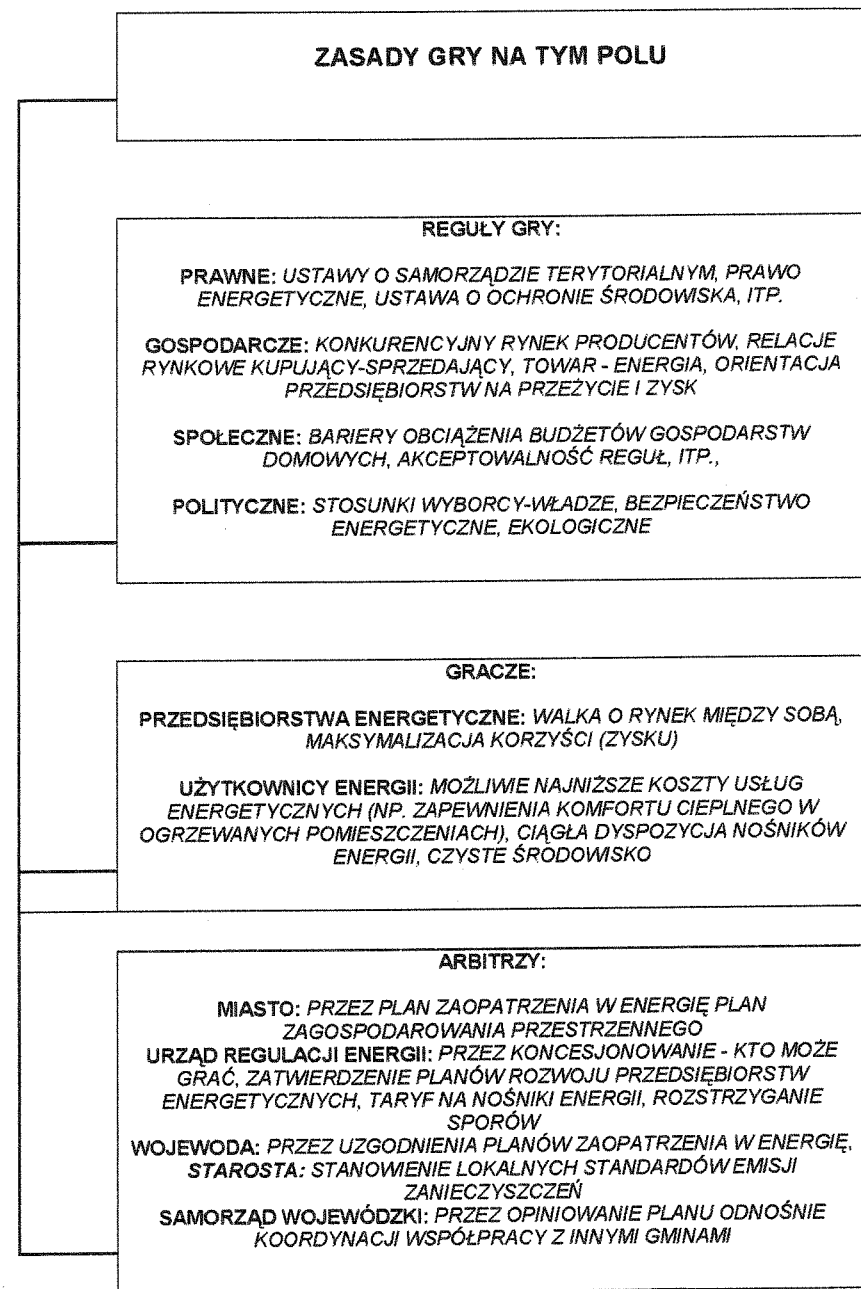 ZASADY GRY NA TYM POLU
REGUŁY GRY:
PRAWNE: USTAWY O SAMORZĄDZIE TERYTORIALNYM, PRAWO
ENERGETYCZNE, USTAWA O OCHRONIE ŚRODOWISKA, ITP.
GOSPODARCZE: KONKURENCYJNY RYNEK PRODUCENTÓW, RELACJE
RYNKOWE KUPUJĄCY-SPRZEDAJĄCY, TOWAR - ENERGIA, ORIENTACJA
PRZEDSIĘBIORSTW NA PRZEŻYCIE I ZYSK
SPOŁECZNE: BARIERY OBCIĄŻENIA BUDŻETÓW GOSPODARSTW
DOMOWYCH, AKCEPTOWALNOŚĆ REGUŁ, ITP.,
POLITYCZNE: STOSUNKI WYBORCY-WŁADZE, BEZPIECZEŃSTWO
ENERGETYCZNE, EKOLOGICZNE
GRACZE:
PRZEDSIĘBIORSTWA ENERGETYCZNE: WALKA O RYNEK MIĘDZY SOBĄ,
MAKSYMALIZACJA KORZYŚCI (ZYSKU)
UŻYTKOWNICY ENERGII: MOŻLIWIE NAJNIŻSZE KOSZTY USŁUG
ENERGETYCZNYCH (NP. ZAPEWNIENIA KOMFORTU CIEPLNEGO W
OGRZEWANYCH POMIESZCZENIACH), CIĄGŁA DYSPOZYCJA NOŚNIKÓW
ENERGII, CZYSTE ŚRODOWISKO
ARBITRZY:
MIASTO: PRZEZ PLAN ZAOPATRZENIA W ENERGIĘ PLAN
ZAGOSPODAROWANIA PRZESTRZENNEGO
URZĄD REGULACJI ENERGII: PRZEZ KONCESJONOWANIE - KTO MOŻE
GRAĆ, ZATWIERDZENIE PLANÓW ROZWOJU PRZEDSIĘBIORSTW
ENERGETYCZNYCH, TARYF NA NOŚNIKI ENERGII, ROZSTRZYGANIE
SPORÓW
WOJEWODA: PRZEZ UZGODNIENIA PLANÓW ZAOPATRZENIA W ENERGIĘ,
STAROSTA: STANOWIENIE LOKALNYCH STANDARDÓW EMISJI
ZANIECZYSZCZEŃ
SAMORZĄD WOJEWÓDZKI: PRZEZ OPINIOWANIE PLANU ODNOŚNIE
KOORDYNACJI WSPÓŁPRACY Z INNYMI GMINAMI